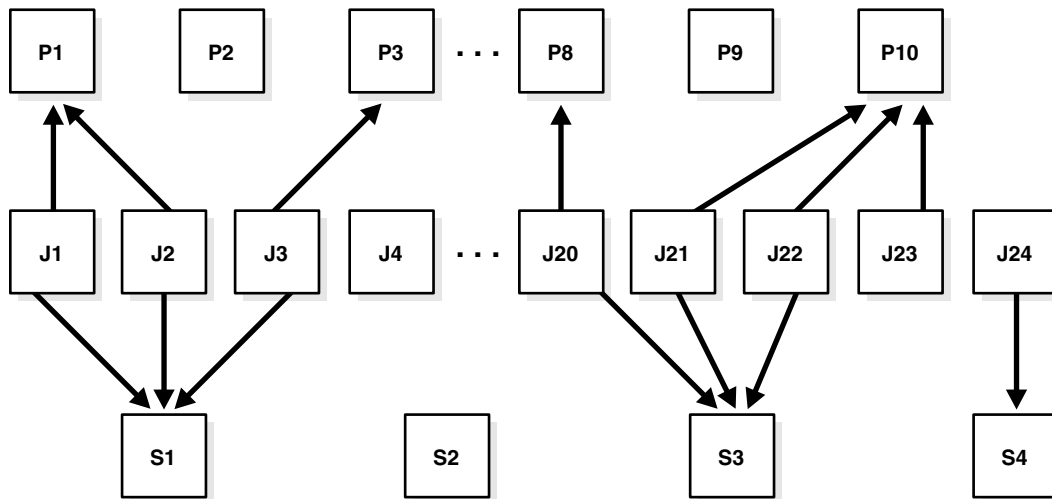 P1 P2 P3 . . . P8 P9 P10
J1 J2 J3 J4 . . . J20 J21 J22 J23 J24
S1 S2 S3 S4